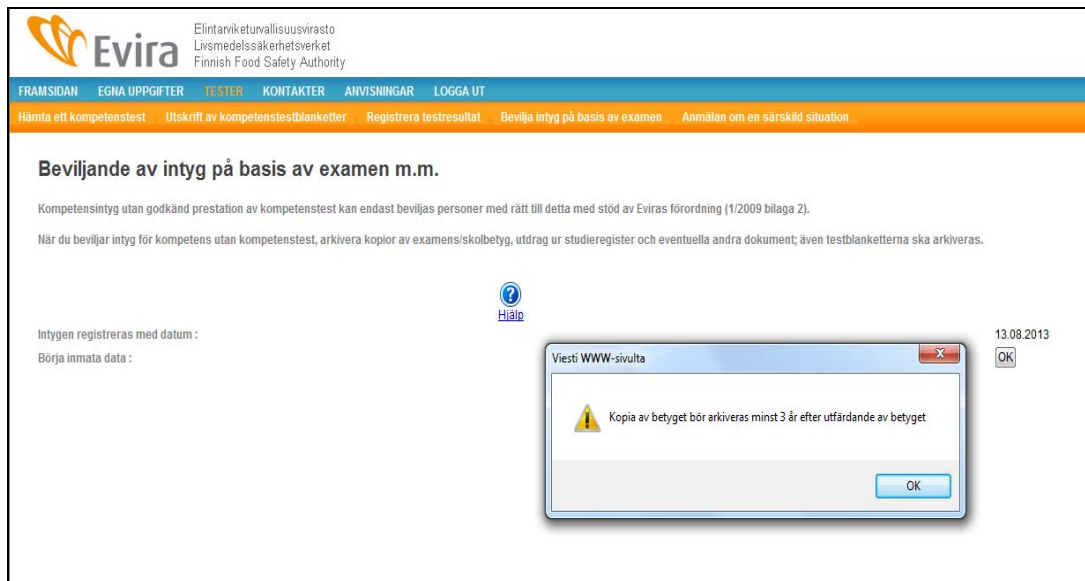 Evira
Elintarviketurvallisuusvirasto
Livsmedelssäkerhetsverket
Finnish Food Safety Authority
FRAMSIDAN EGNA UPPGIFTER TESTER KONTAKTER ANVISNINGAR LOGGA UT
Hämta ett kompetenstest Utskrift av kompetenstestblanketter Registrera testresultat Bevilja intyg på basis av examen Anmälan om en särskild situation
Beviljande av intyg på basis av examen m.m.
Kompetensintyg utan godkänd prestation av kompetenstest kan endast beviljas personer med rätt till detta med stöd av Eviras förordning (1/2009 bilaga 2).
När du beviljar intyg för kompetens utan kompetenstest, arkivera kopior av examens/skolbetyg, utdrag ur studieregister och eventuella andra dokument; även testblanketterna ska arkiveras.
Hjälp
Intygen registreras med datum : 13.08.2013
Börja inmata data : OK
Viesti WWW-sivulta
Kopia av betyget bör arkiveras minst 3 år efter utfärdande av betyget
OK